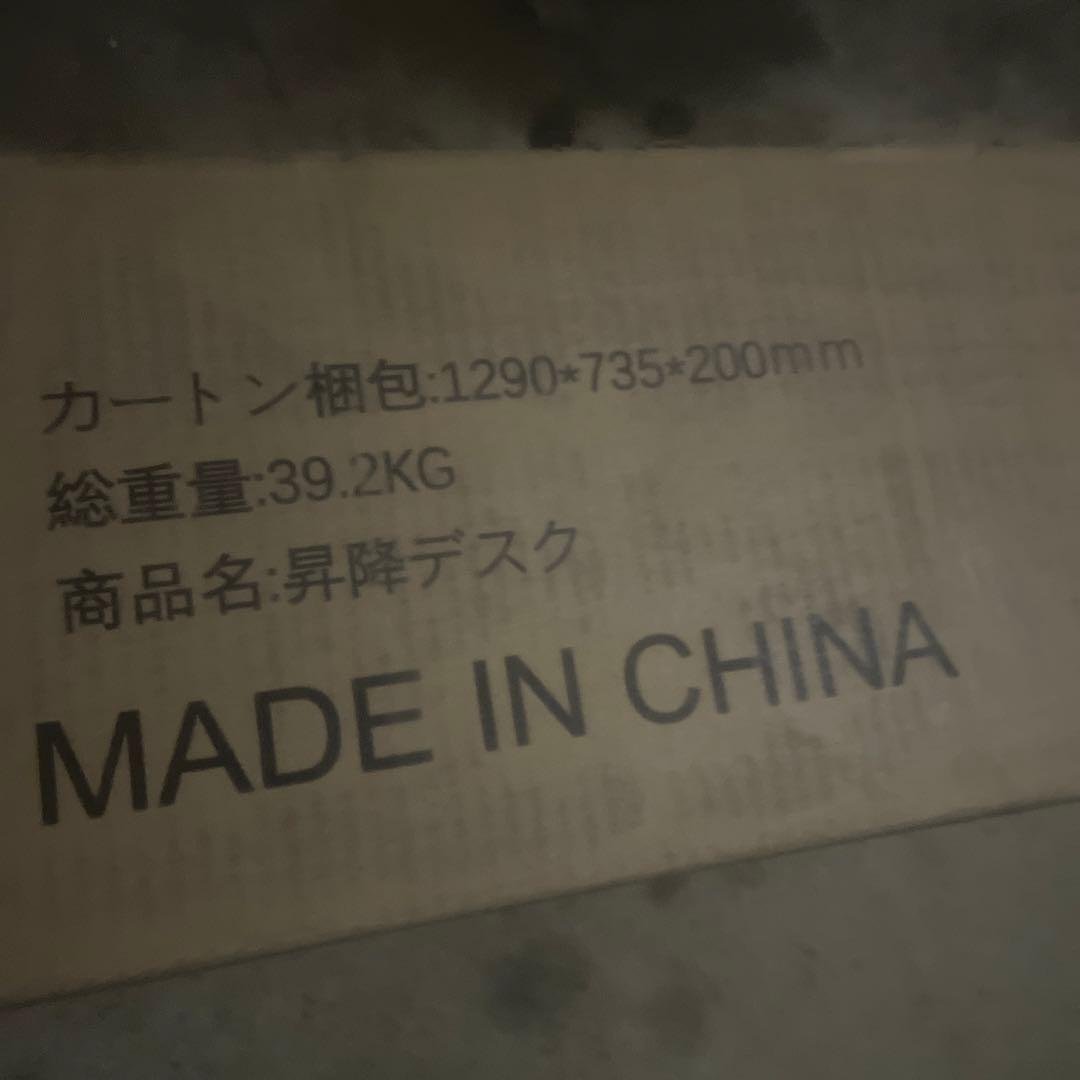 カートン梱包:1290*735*200mm
総重量:39.2KG
商品名:昇降デスク
MADE IN CHINA